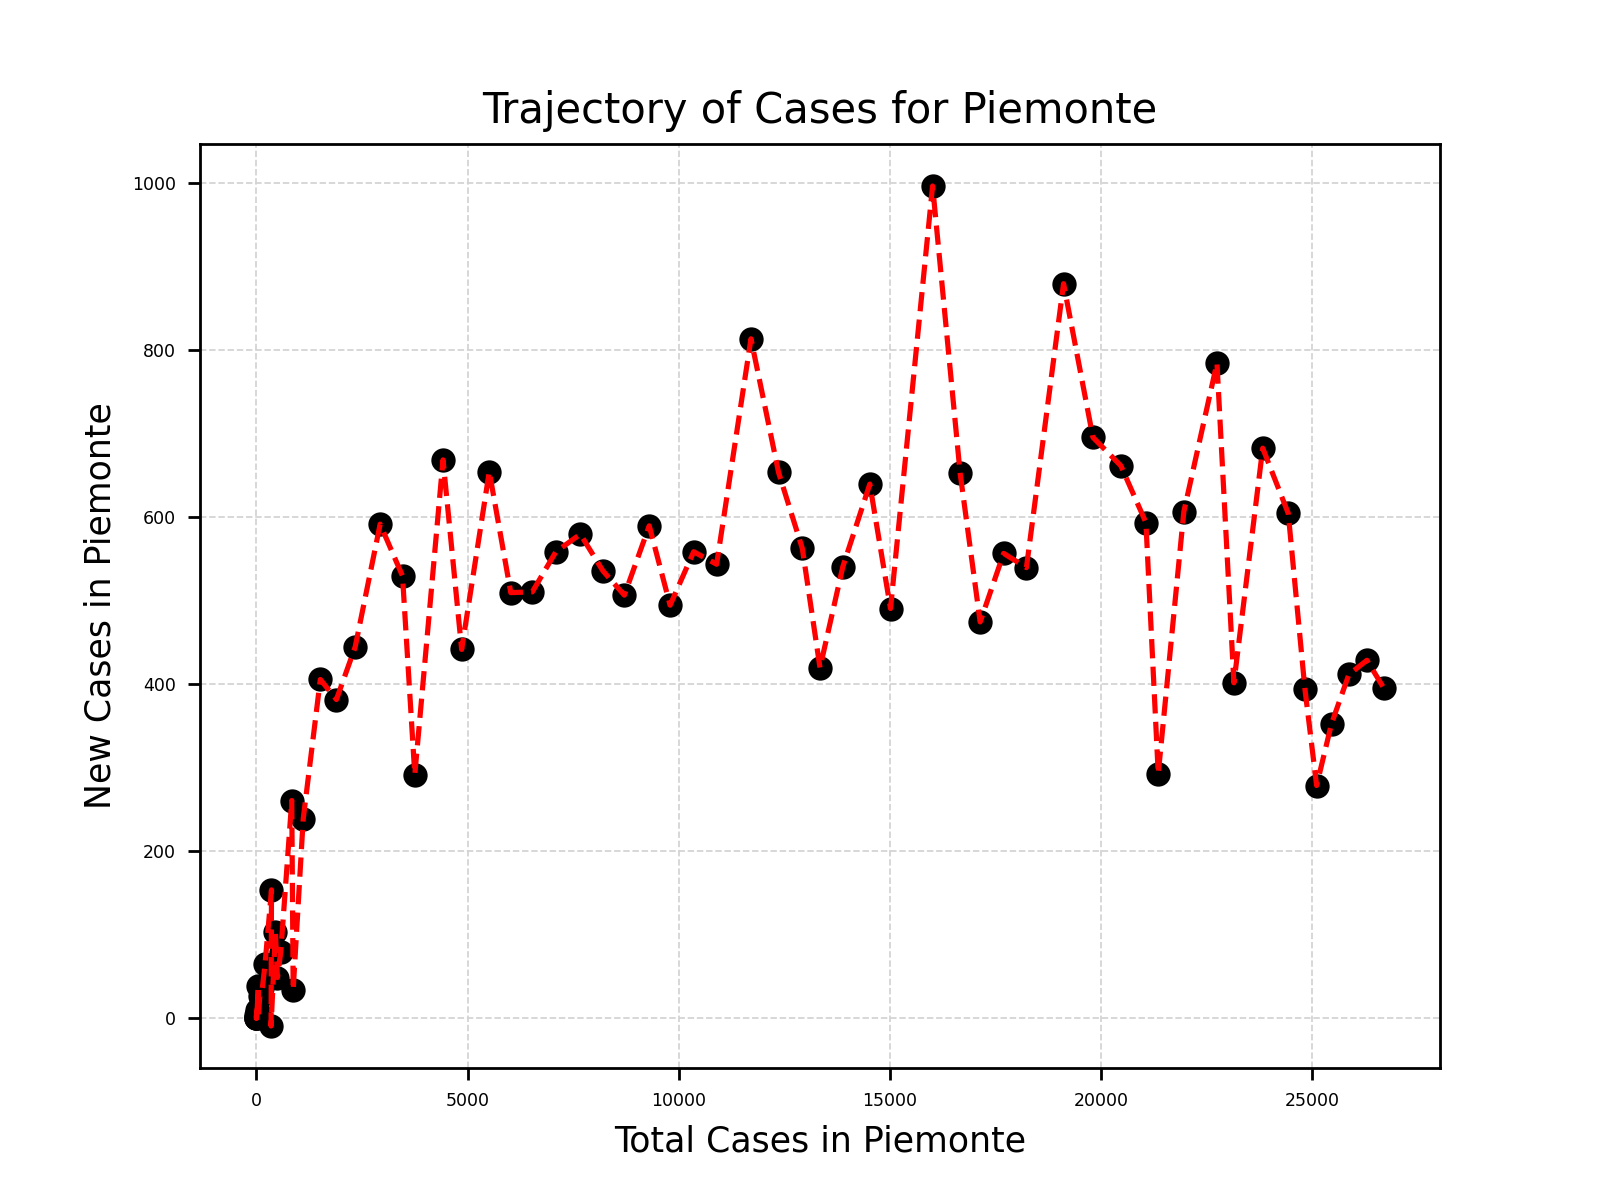 Trajectory of Cases for Piemonte
New Cases in Piemonte
1000
800
600
400
200
0
0 5000 10000 15000 20000 25000
Total Cases in Piemonte